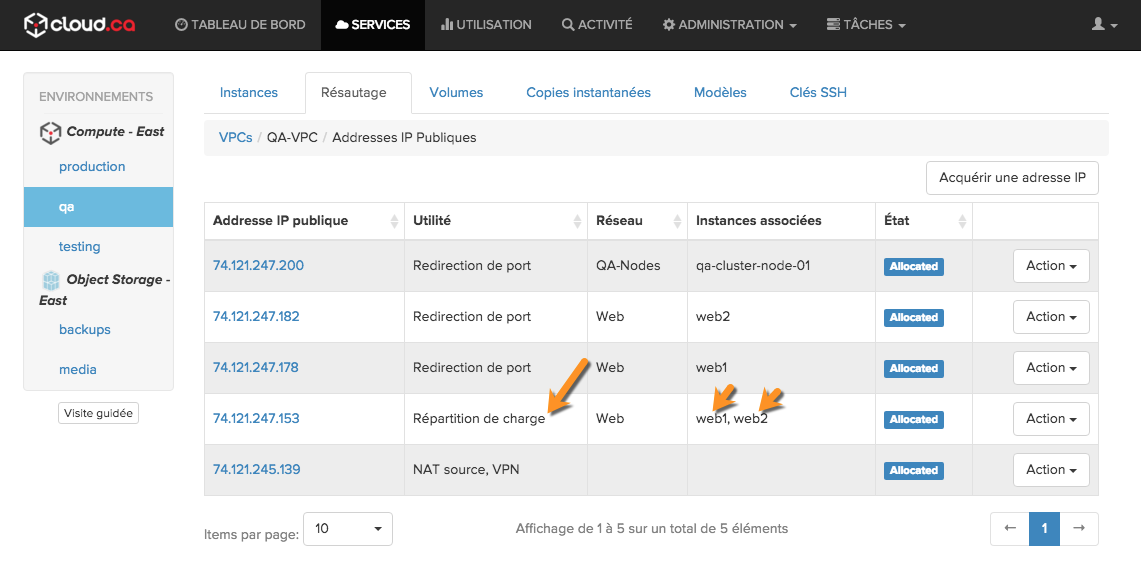 cloud.ca TABLEAU DE BORD SERVICES UTILISATION ACTIVITÉ ADMINISTRATION TÂCHES
ENVIRONNEMENTS
Compute - East
production
qa
testing
Object Storage -
East
backups
media
Visite guidée
Instances Résautage Volumes Copies instantanées Modèles Clés SSH
VPCs / QA-VPC / Addresses IP Publiques
Acquérir une adresse IP
Addresse IP publique Utilité Réseau Instances associées État
74.121.247.200 Redirection de port QA-Nodes qa-cluster-node-01 Allocated Action
74.121.247.182 Redirection de port Web web2 Allocated Action
74.121.247.178 Redirection de port Web web1 Allocated Action
74.121.247.153 Répartition de charge Web web1, web2 Allocated Action
74.121.245.139 NAT source, VPN Allocated Action
Items par page: 10 Affichage de 1 à 5 sur un total de 5 éléments ← 1 →